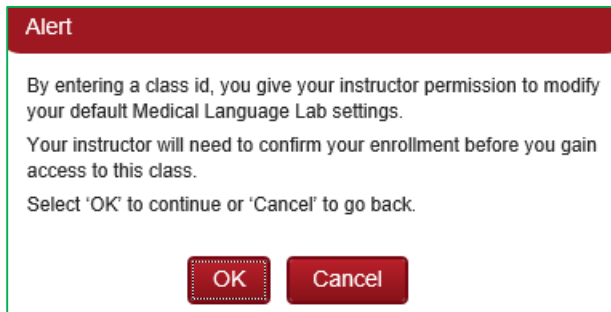 Alert
By entering a class id, you give your instructor permission to modify
your default Medical Language Lab settings.
Your instructor will need to confirm your enrollment before you gain
access to this class.
Select ‘OK’ to continue or ‘Cancel’ to go back.
OK Cancel